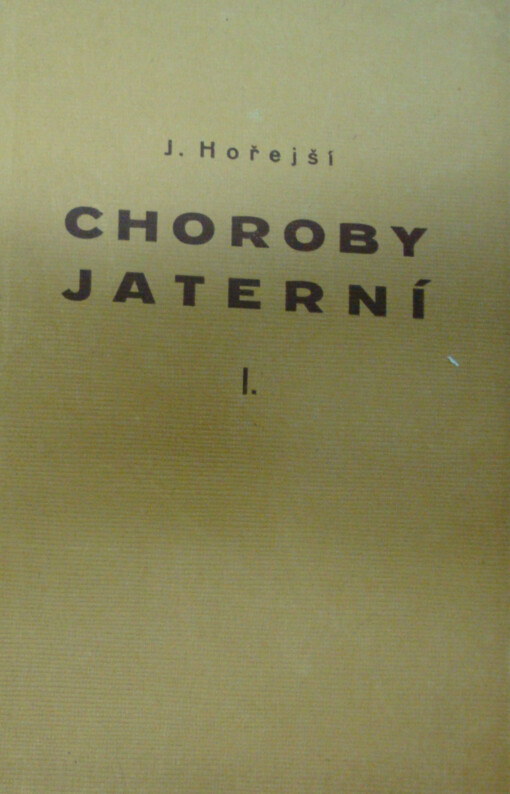 J. Hořejší
CHOROBY
JATERNÍ
I.